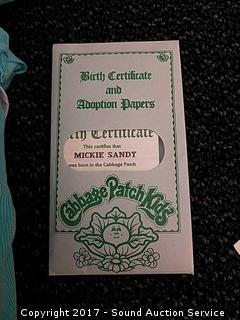 Birth Certificate
and
Adoption Papers
rth Certificate
This certifies that
MICKIE SANDY
was born in the Cabbage Patch
Cabbage Patch Kids
Copyright © 2017 - Sound Auction Service